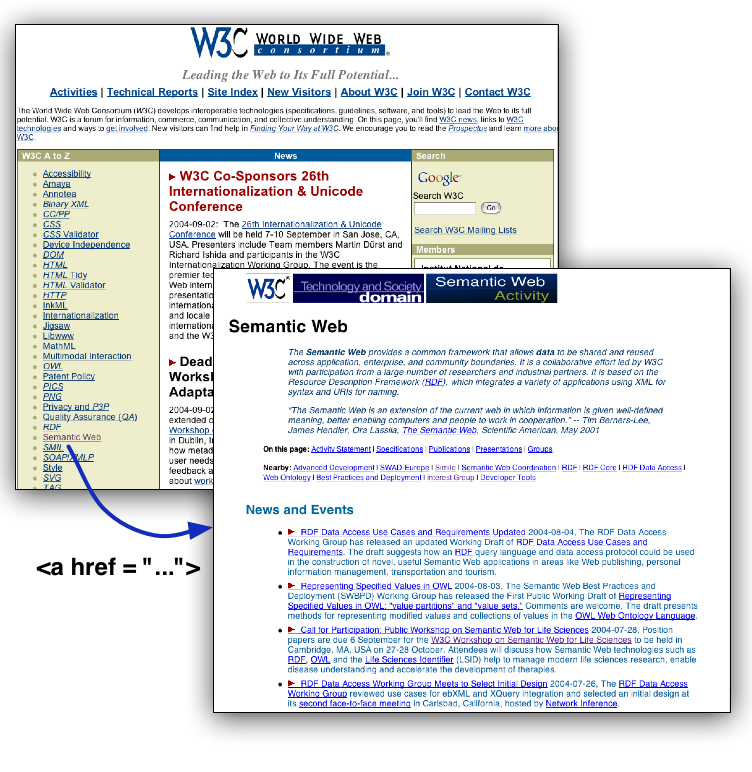 W3C WORLD WIDE WEB
consortium
Leading the Web to Its Full Potential...
Activities | Technical Reports | Site Index | New Visitors | About W3C | Join W3C | Contact W3C
The World Wide Web Consortium (W3C) develops interoperable technologies (specifications, guidelines, software, and tools) to lead the Web to its full
potential. W3C is a forum for information, commerce, communication, and collective understanding. On this page, you'll find W3C news, links to W3C
technologies and ways to get involved. New visitors can find help in Finding Your Way at W3C. We encourage you to read the Prospectus and learn more abou
W3C.
W3C A to Z
Accessibility
Amaya
Annotea
Binary XML
CC/PP
CSS
CSS Validator
Device Independence
DOM
HTML
HTML Tidy
HTML Validator
HTTP
InkML
Internationalization
Jigsaw
Libwww
MathML
Multimodal Interaction
OWL
Patent Policy
PICS
PNG
Privacy and P3P
Quality Assurance (QA)
RDF
Semantic Web
SMIL
SOAP/XMLP
Style
SVG
TAG
News
W3C Co-Sponsors 26th
Internationalization & Unicode
Conference
2004-09-02: The 26th Internationalization & Unicode
Conference will be held 7-10 September in San Jose, CA,
USA. Presenters include Team members Martin Dürst and
Richard Ishida and participants in the W3C
Internationalization Working Group. The event is the
premier tec
Web intern
presentatio
Internationa
and locale
internationa
and the W3
Dead
Worksh
Adapta
2004-09-02
extended d
Workshop
in Dublin, Ir
how metad
user needs
feedback a
about work
Search
Google
Search W3C
Go
Search W3C Mailing Lists
Members
Institut National de
W3C Technology and Society
domain
Semantic Web
Activity
Semantic Web
The Semantic Web provides a common framework that allows data to be shared and reused
across application, enterprise, and community boundaries. It is a collaborative effort led by W3C
with participation from a large number of researchers and industrial partners. It is based on the
Resource Description Framework (RDF), which integrates a variety of applications using XML for
syntax and URIs for naming.
"The Semantic Web is an extension of the current web in which information is given well-defined
meaning, better enabling computers and people to work in cooperation." -- Tim Berners-Lee,
James Hendler, Ora Lassila, The Semantic Web, Scientific American, May 2001
On this page: Activity Statement | Specifications | Publications | Presentations | Groups
Nearby: Advanced Development | SWAD-Europe | Simile | Semantic Web Coordination | RDF | RDF Core | RDF Data Access |
Web Ontology | Best Practices and Deployment | Interest Group | Developer Tools
News and Events
RDF Data Access Use Cases and Requirements Updated 2004-08-04, The RDF Data Access
Working Group has released an updated Working Draft of RDF Data Access Use Cases and
Requirements. The draft suggests how an RDF query language and data access protocol could be used
in the construction of novel, useful Semantic Web applications in areas like Web publishing, personal
information management, transportation and tourism.
Representing Specified Values in OWL 2004-08-03, The Semantic Web Best Practices and
Deployment (SWBPD) Working Group has released the First Public Working Draft of Representing
Specified Values in OWL: "value partitions" and "value sets." Comments are welcome. The draft presents
methods for representing modified values and collections of values in the OWL Web Ontology Language.
Call for Participation: Public Workshop on Semantic Web for Life Sciences 2004-07-28, Position
papers are due 6 September for the W3C Workshop on Semantic Web for Life Sciences to be held in
Cambridge, MA, USA on 27-28 October. Attendees will discuss how Semantic Web technologies such as
RDF, OWL and the Life Sciences Identifier (LSID) help to manage modern life sciences research, enable
disease understanding and accelerate the development of therapies.
RDF Data Access Working Group Meets to Select Initial Design 2004-07-26, The RDF Data Access
Working Group reviewed use cases for ebXML and XQuery integration and selected an initial design at
its second face-to-face meeting in Carlsbad, California, hosted by Network Inference.
<a href = "...">